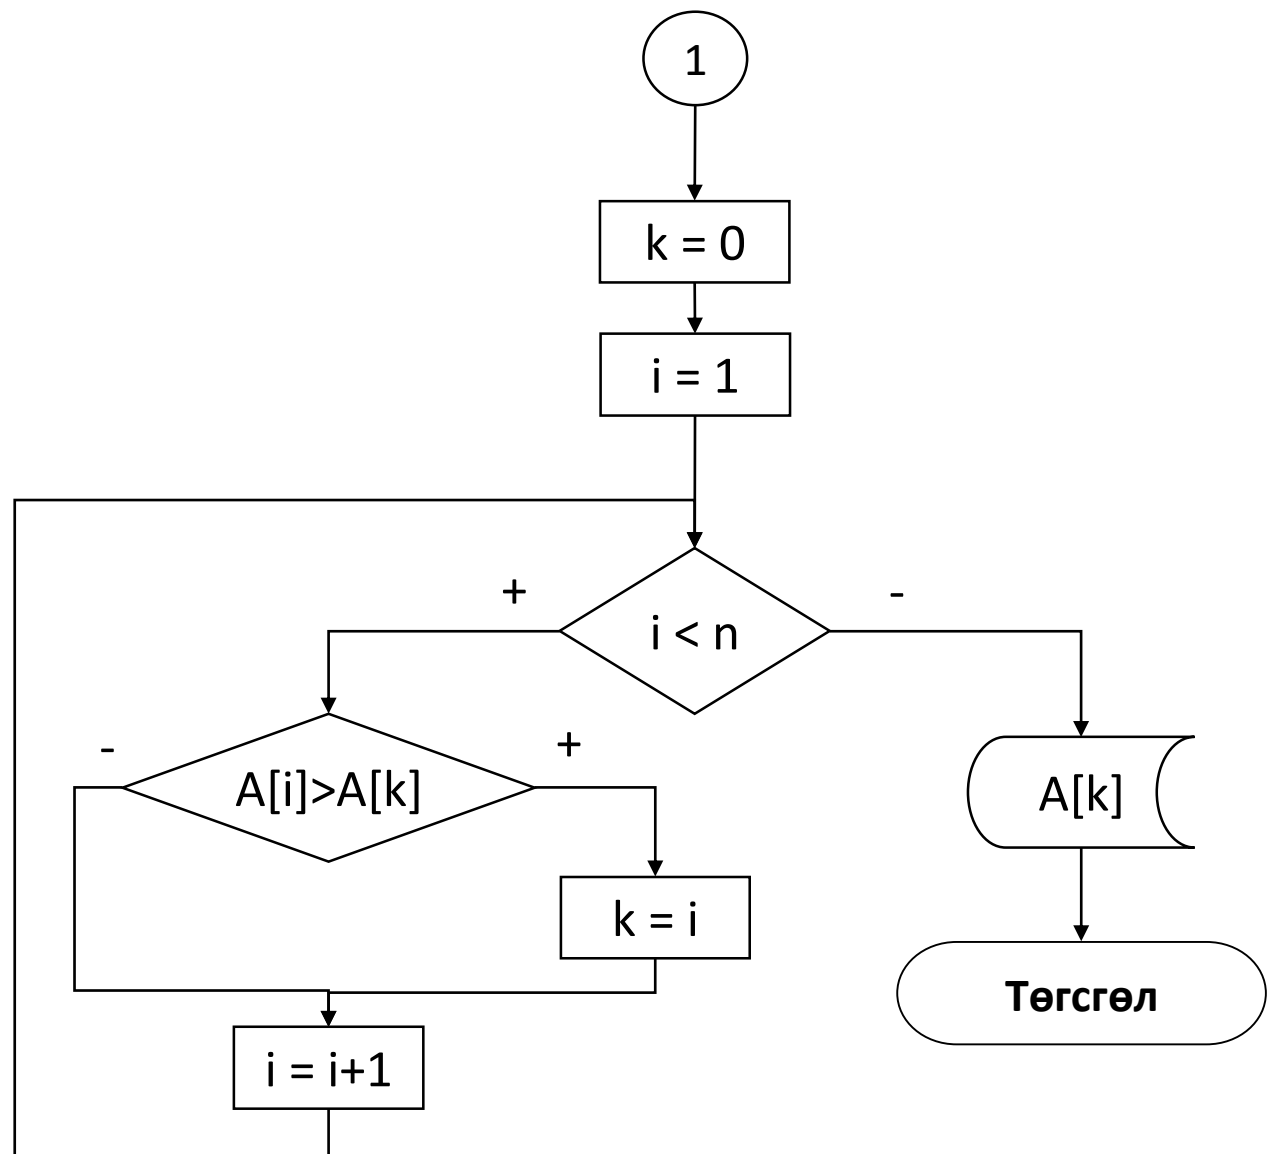 1
k = 0
i = 1
+
-
i < n
-
+
A[i]>A[k]
A[k]
k = i
Төгсгөл
i = i+1